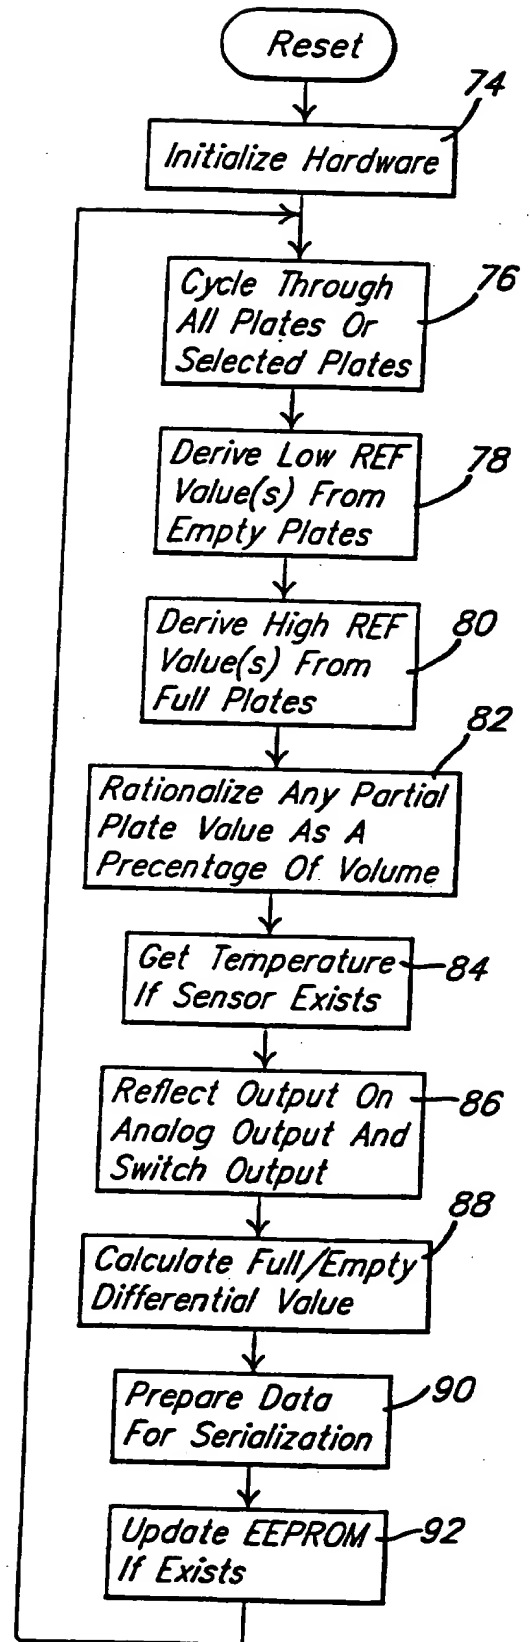 Reset
74
Initialize Hardware
76
Cycle Through
All Plates Or
Selected Plates
78
Derive Low REF
Value(s) From
Empty Plates
80
Derive High REF
Value(s) From
Full Plates
82
Rationalize Any Partial
Plate Value As A
Precentage Of Volume
Get Temperature 84
If Sensor Exists
Reflect Output On 86
Analog Output And
Switch Output
88
Calculate Full/Empty
Differential Value
90
Prepare Data
For Serialization
Update EEPROM 92
If Exists